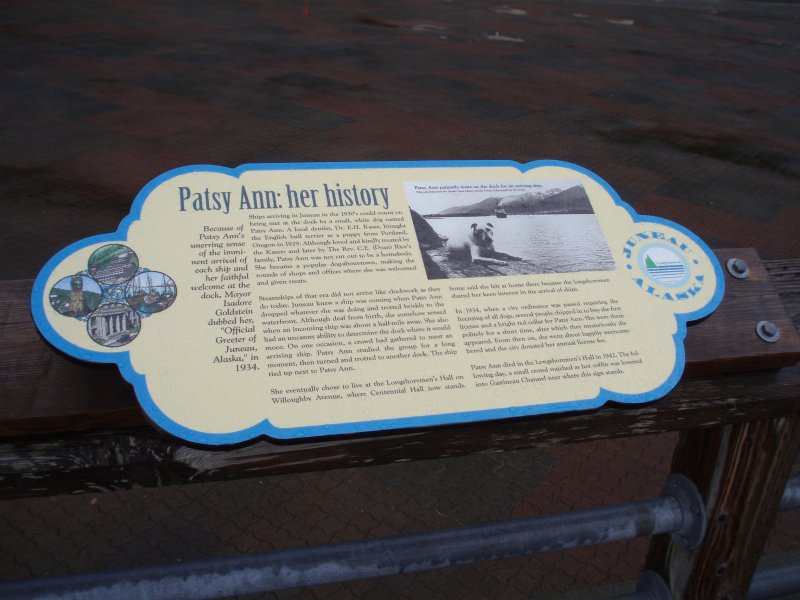 Patsy Ann: her history
Because of
Patsy Ann's
unerring sense
of the immi-
nent arrival of
each ship and
her faithful
welcome at the
dock, Mayor
Isadore
Goldstein
dubbed her,
"Official
Greeter of
Juneau,
Alaska," in
1934.
Ships arriving in Juneau in the 1930's could count on
being met at the dock by a small, white dog named
Patsy Ann. A local dentist, Dr. E.H. Kaser, brought
the English bull terrier as a puppy from Portland,
Oregon in 1929. Although loved and kindly treated by
the Kasers and later by The Rev. C.E. (Dean) Rice's
family, Patsy Ann was not cut out to be a homebody.
She became a popular dog-about-town, making the
rounds of shops and offices where she was welcomed
and given treats.
Steamships of that era did not arrive like clockwork as they
do today. Juneau knew a ship was coming when Patsy Ann
dropped whatever she was doing and trotted briskly to the
waterfront. Although deaf from birth, she somehow sensed
when an incoming ship was about a half-mile away. She also
had an uncanny ability to determine the dock where it would
moor. On one occasion, a crowd had gathered to meet an
arriving ship. Patsy Ann studied the group for a long
moment, then turned and trotted to another dock. The ship
tied up next to Patsy Ann.
She eventually chose to live at the Longshoremen's Hall on
Willoughby Avenue, where Centennial Hall now stands.
Patsy Ann patiently waits on the dock for an arriving ship.
Some said she felt at home there because the longshoremen
shared her keen interest in the arrival of ships.
In 1934, when a city ordinance was passed requiring the
licensing of all dogs, several people chipped in to buy the first
license and a bright red collar for Patsy Ann. She wore them
politely for a short time, after which they mysteriously dis-
appeared. From then on, she went about happily unencum-
bered and the city donated her annual license fee.
Patsy Ann died in the Longshoremen's Hall in 1942. The fol-
lowing day, a small crowd watched as her coffin was lowered
into Gastineau Channel near where this sign stands.
JUNEAU
ALASKA